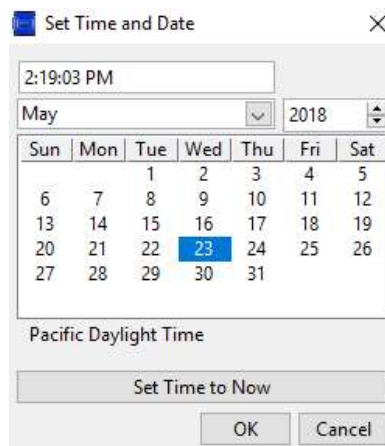 Set Time and Date
2:19:03 PM
May 2018
Sun Mon Tue Wed Thu Fri Sat
1 2 3 4 5
6 7 8 9 10 11 12
13 14 15 16 17 18 19
20 21 22 23 24 25 26
27 28 29 30 31
Pacific Daylight Time
Set Time to Now
OK Cancel